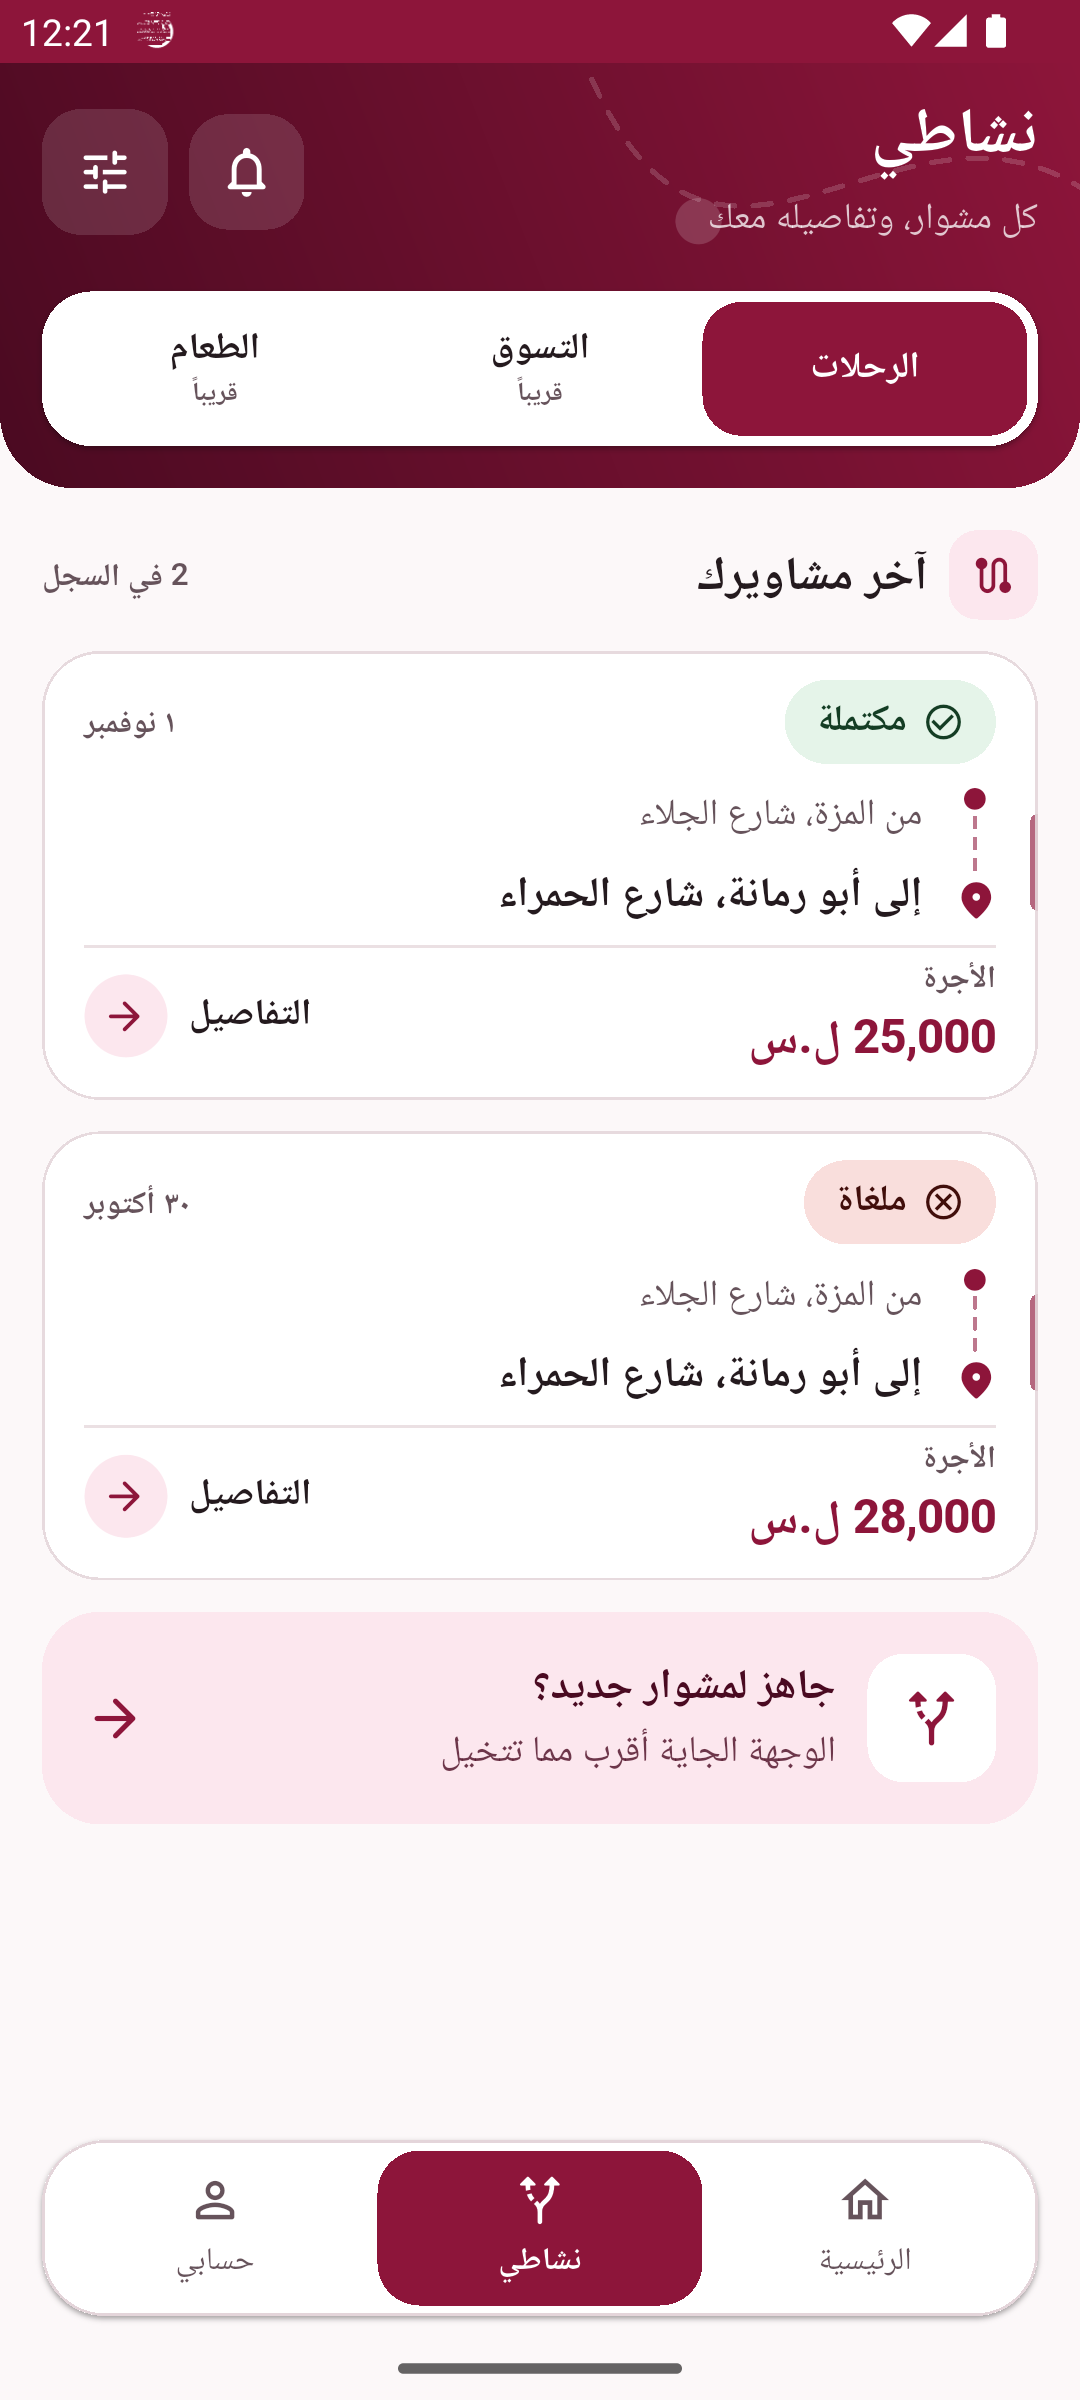 12:21
نشاطي
كل مشوار، وتفاصيله معك
الرحلات
التسوق
قريباً
الطعام
قريباً
آخر مشاويرك
2 في السجل
مكتملة
١ نوفمبر
من المزة، شارع الجلاء
إلى أبو رمانة، شارع الحمراء
الأجرة
25,000 ل.س
التفاصيل
ملغاة
٣٠ أكتوبر
من المزة، شارع الجلاء
إلى أبو رمانة، شارع الحمراء
الأجرة
28,000 ل.س
التفاصيل
جاهز لمشوار جديد؟
الوجهة الجاية أقرب مما تتخيل
الرئيسية
نشاطي
حسابي